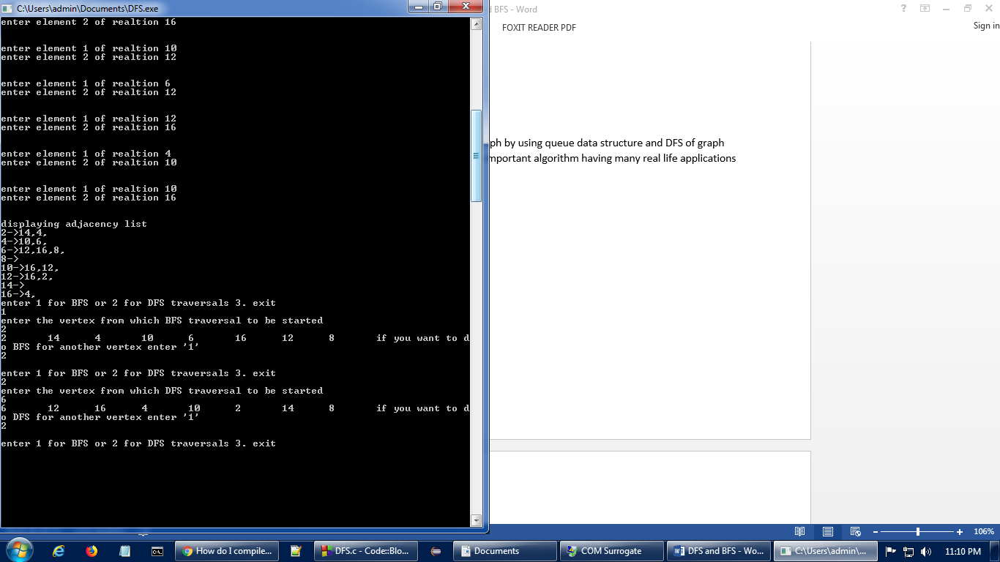 C:\Users\admin\Documents\DFS.exe
enter element 2 of realtion 16
enter element 1 of realtion 10
enter element 2 of realtion 12
enter element 1 of realtion 6
enter element 2 of realtion 12
enter element 1 of realtion 12
enter element 2 of realtion 16
enter element 1 of realtion 4
enter element 2 of realtion 10
enter element 1 of realtion 10
enter element 2 of realtion 16
displaying adjacency list
2->14,4,
4->10,6,
6->12,16,8,
8->
10->16,12,
12->16,2,
14->
16->4,
enter 1 for BFS or 2 for DFS traversals 3. exit
1
enter the vertex from which BFS traversal to be started
2
2 14 4 10 6 16 12 8 if you want to d
o BFS for another vertex enter '1'
2
enter 1 for BFS or 2 for DFS traversals 3. exit
2
enter the vertex from which DFS traversal to be started
6
6 12 16 4 10 2 14 8 if you want to d
o DFS for another vertex enter '1'
2
enter 1 for BFS or 2 for DFS traversals 3. exit
BFS - Word
FOXIT READER PDF
Sign in
ph by using queue data structure and DFS of graph
mportant algorithm having many real life applications
106%
How do I compile...
DFS.c - Code::Blo...
Documents
COM Surrogate
DFS and BFS - Wo...
C:\Users\admin\...
11:10 PM